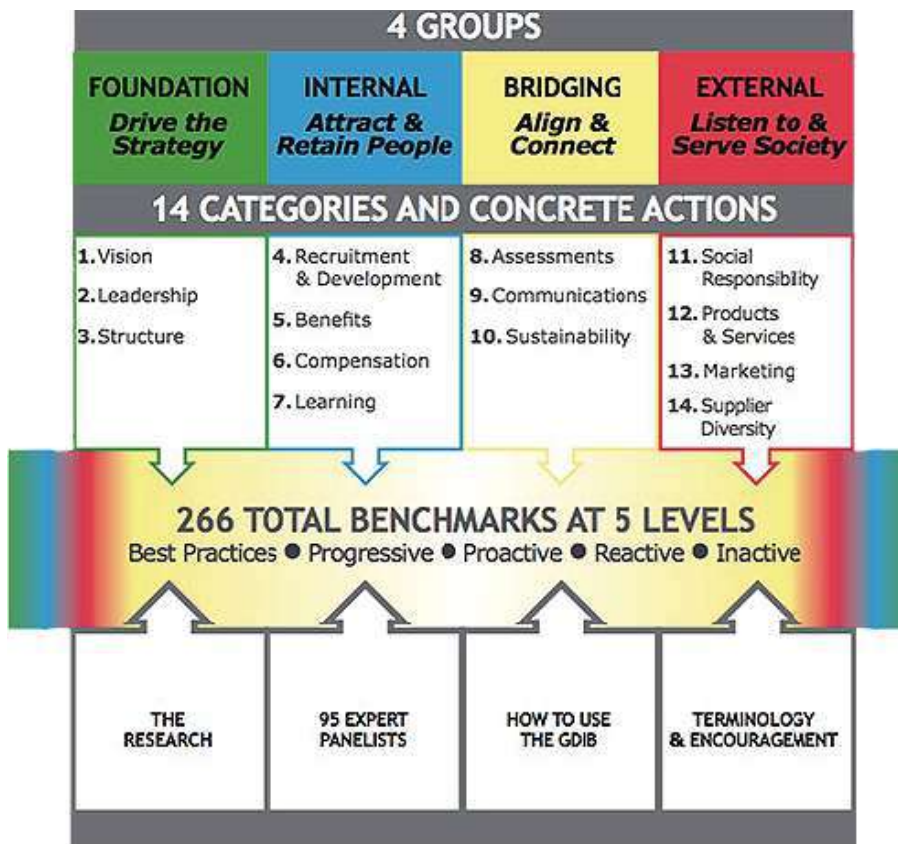 4 GROUPS
FOUNDATION
Drive the
Strategy
INTERNAL
Attract &
Retain People
BRIDGING
Align &
Connect
EXTERNAL
Listen to &
Serve Society
14 CATEGORIES AND CONCRETE ACTIONS
1. Vision
2. Leadership
3. Structure
4. Recruitment
& Development
5. Benefits
6. Compensation
7. Learning
8. Assessments
9. Communications
10. Sustainability
11. Social
Responsibility
12. Products
& Services
13. Marketing
14. Supplier
Diversity
266 TOTAL BENCHMARKS AT 5 LEVELS
Best Practices ● Progressive ● Proactive ● Reactive ● Inactive
THE
RESEARCH
95 EXPERT
PANELISTS
HOW TO USE
THE GDIB
TERMINOLOGY
& ENCOURAGEMENT